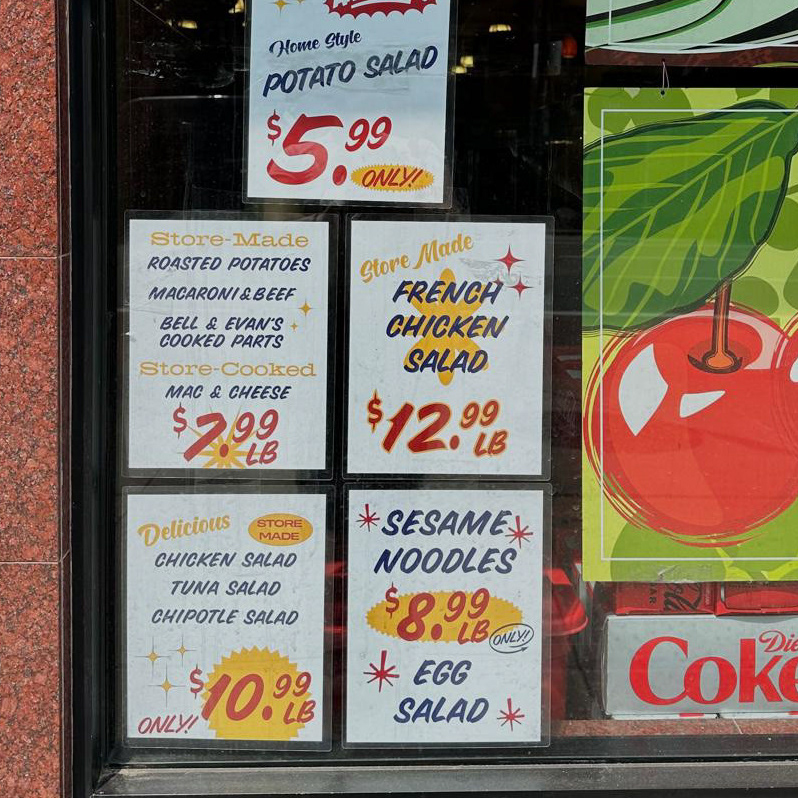 Home Style
POTATO SALAD
$5.99
ONLY!
Store-Made
ROASTED POTATOES
MACARONI & BEEF
BELL & EVAN'S
COOKED PARTS
Store-Cooked
MAC & CHEESE
$7.99
LB
Store Made
FRENCH
CHICKEN
SALAD
$12.99
LB
Delicious
STORE
MADE
CHICKEN SALAD
TUNA SALAD
CHIPOTLE SALAD
$10.99
LB
ONLY!
SESAME
NOODLES
$8.99
LB
ONLY!
EGG
SALAD
Die
Coke